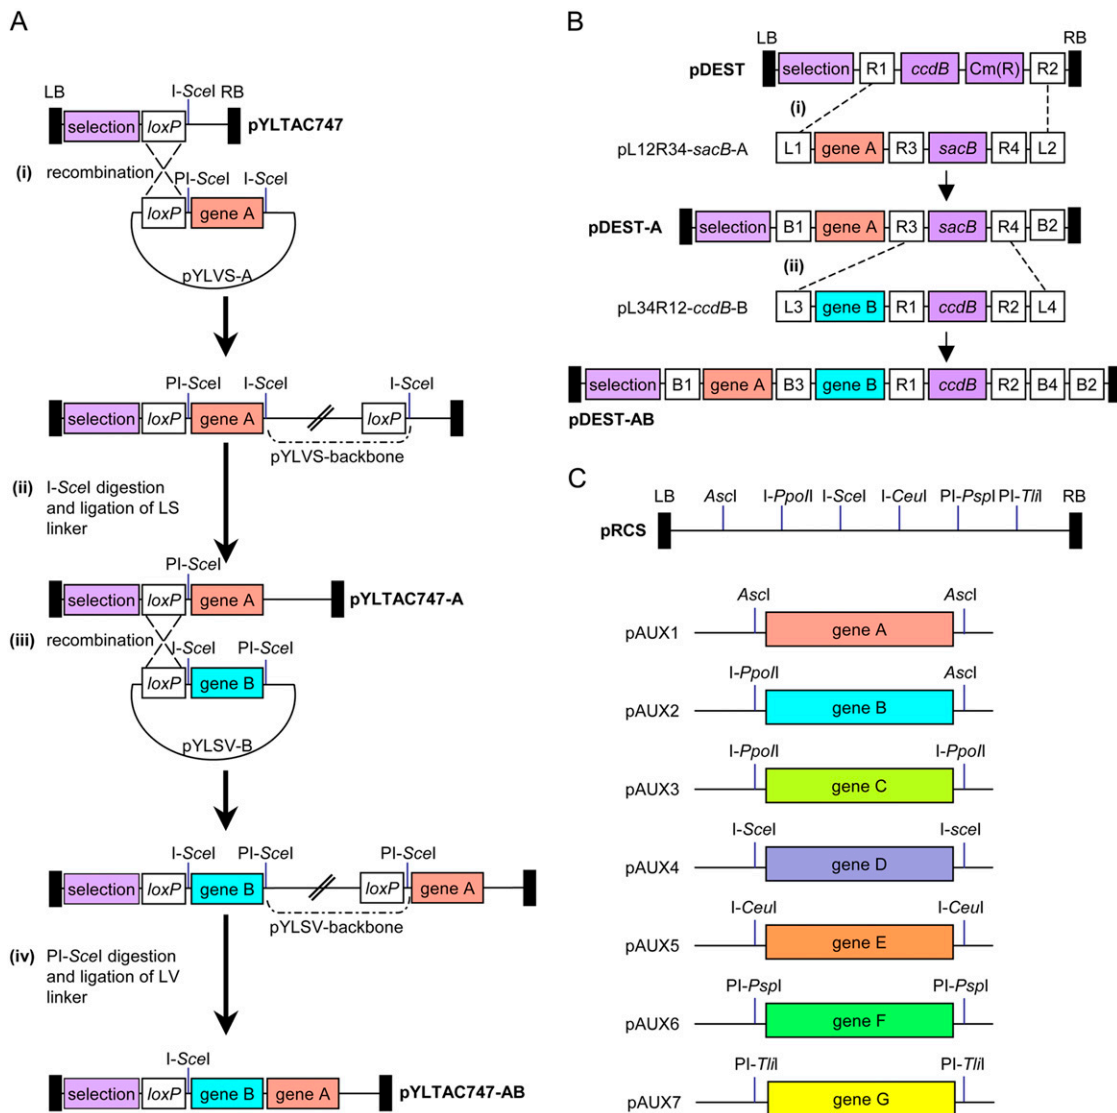 A
LB
I-SceI
RB
selection
loxP
pYLTAC747
(i) recombination
PI-SceI
I-SceI
loxP
gene A
pYLVS-A
PI-SceI
I-SceI
I-SceI
selection
loxP
gene A
loxP
pYLVS-backbone
(ii) I-SceI digestion
and ligation of LS
linker
PI-SceI
selection
loxP
gene A
pYLTAC747-A
(iii) recombination
I-SceI
PI-SceI
loxP
gene B
pYLSV-B
I-SceI
PI-SceI
PI-SceI
selection
loxP
gene B
loxP
gene A
pYLSV-backbone
(iv) PI-SceI digestion
and ligation of LV
linker
I-SceI
selection
loxP
gene B
gene A
pYLTAC747-AB
B
LB
RB
pDEST
selection
R1
ccdB
Cm(R)
R2
(i)
pL12R34-sacB-A
L1
gene A
R3
sacB
R4
L2
pDEST-A
selection
B1
gene A
R3
sacB
R4
B2
(ii)
pL34R12-ccdB-B
L3
gene B
R1
ccdB
R2
L4
selection
B1
gene A
B3
gene B
R1
ccdB
R2
B4
B2
pDEST-AB
C
LB
AscI
I-PpoII
I-SceI
I-CeuI
PI-PspI
PI-TliI
RB
pRCS
AscI
AscI
pAUX1
gene A
I-PpoII
AscI
pAUX2
gene B
I-PpoII
I-PpoII
pAUX3
gene C
I-SceI
I-sceI
pAUX4
gene D
I-CeuI
I-CeuI
pAUX5
gene E
PI-PspI
PI-PspI
pAUX6
gene F
PI-TliI
PI-TliI
pAUX7
gene G